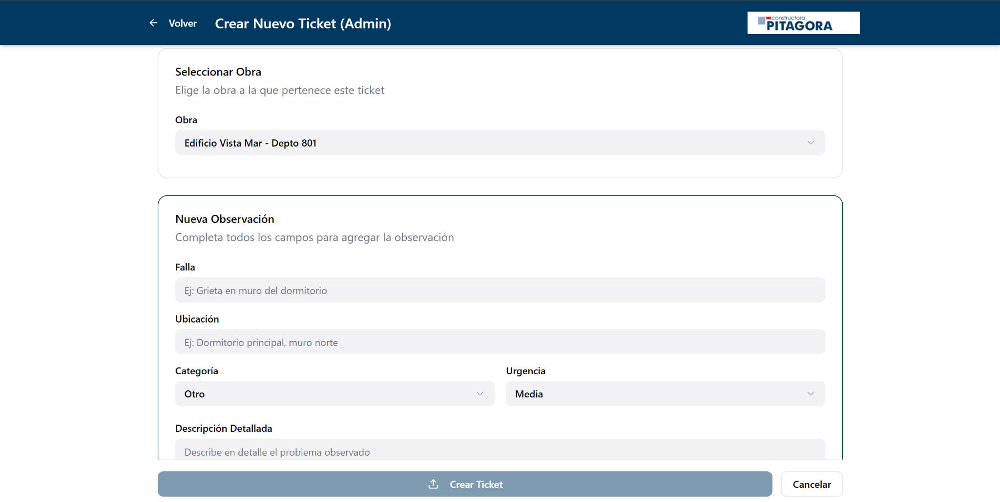 Volver
Crear Nuevo Ticket (Admin)
constructora
PITAGORA
Seleccionar Obra
Elige la obra a la que pertenece este ticket
Obra
Edificio Vista Mar - Depto 801
Nueva Observación
Completa todos los campos para agregar la observación
Falla
Ej: Grieta en muro del dormitorio
Ubicación
Ej: Dormitorio principal, muro norte
Categoría
Urgencia
Otro
Media
Descripción Detallada
Describe en detalle el problema observado
Crear Ticket
Cancelar